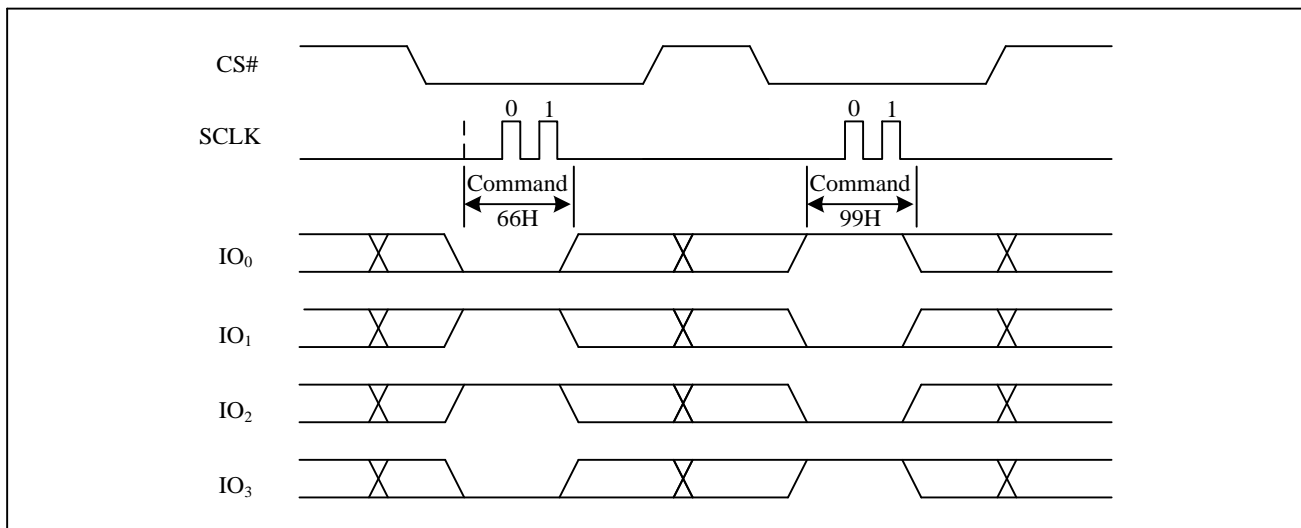 CS#
0 1 0 1
SCLK
Command Command
66H 99H
IO₀
IO₁
IO₂
IO₃